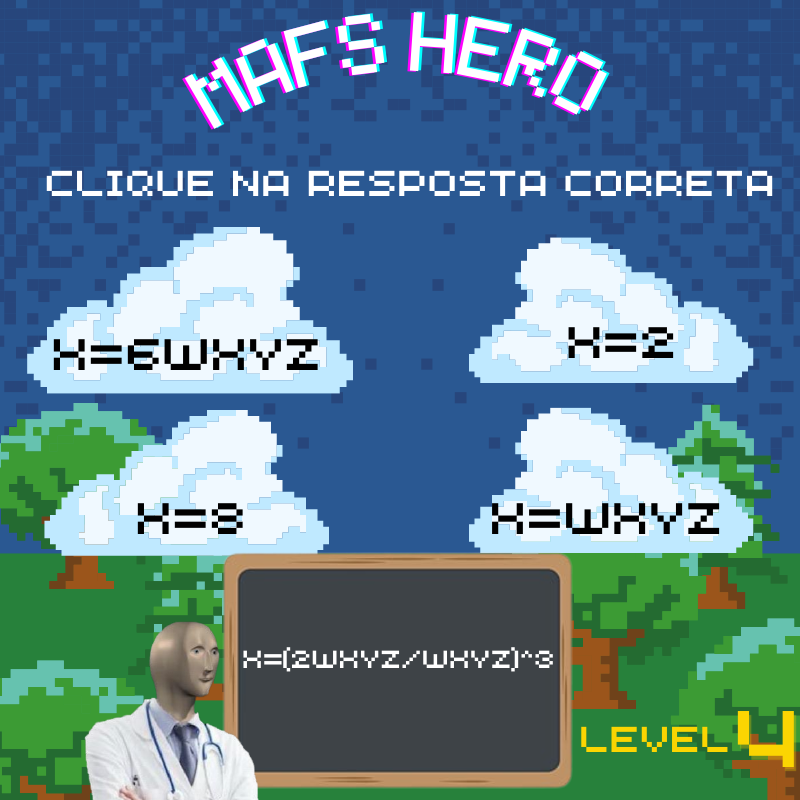 MAFS HERO
CLIQUE NA RESPOSTA CORRETA
X=6WXYZ
X=2
X=8
X=WXYZ
X=(2WXYZ/WXYZ)^3
LEVEL 4